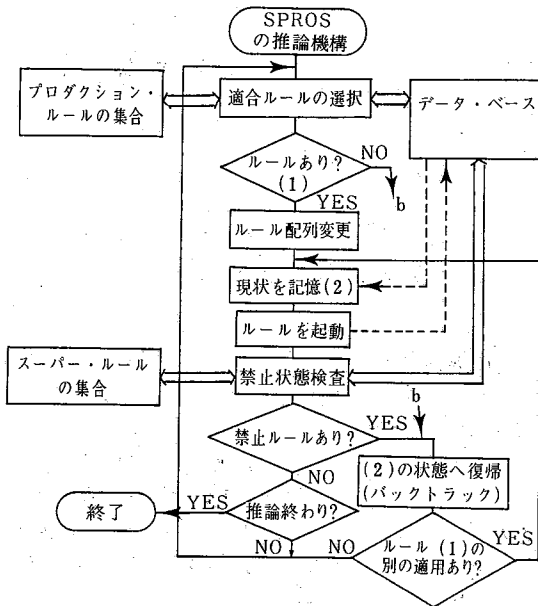 SPROS
の推論機構
プロダクション・
ルールの集合
適合ルールの選択
データ・ベース
ルールあり?
(1)
NO
b
YES
ルール配列変更
現状を記憶(2)
ルールを起動
スーパー・ルール
の集合
禁止状態検査
b
禁止ルールあり?
YES
NO
(2)の状態へ復帰
(バックトラック)
終了
YES
推論終わり?
NO
NO
ルール (1)の
別の適用あり?
YES